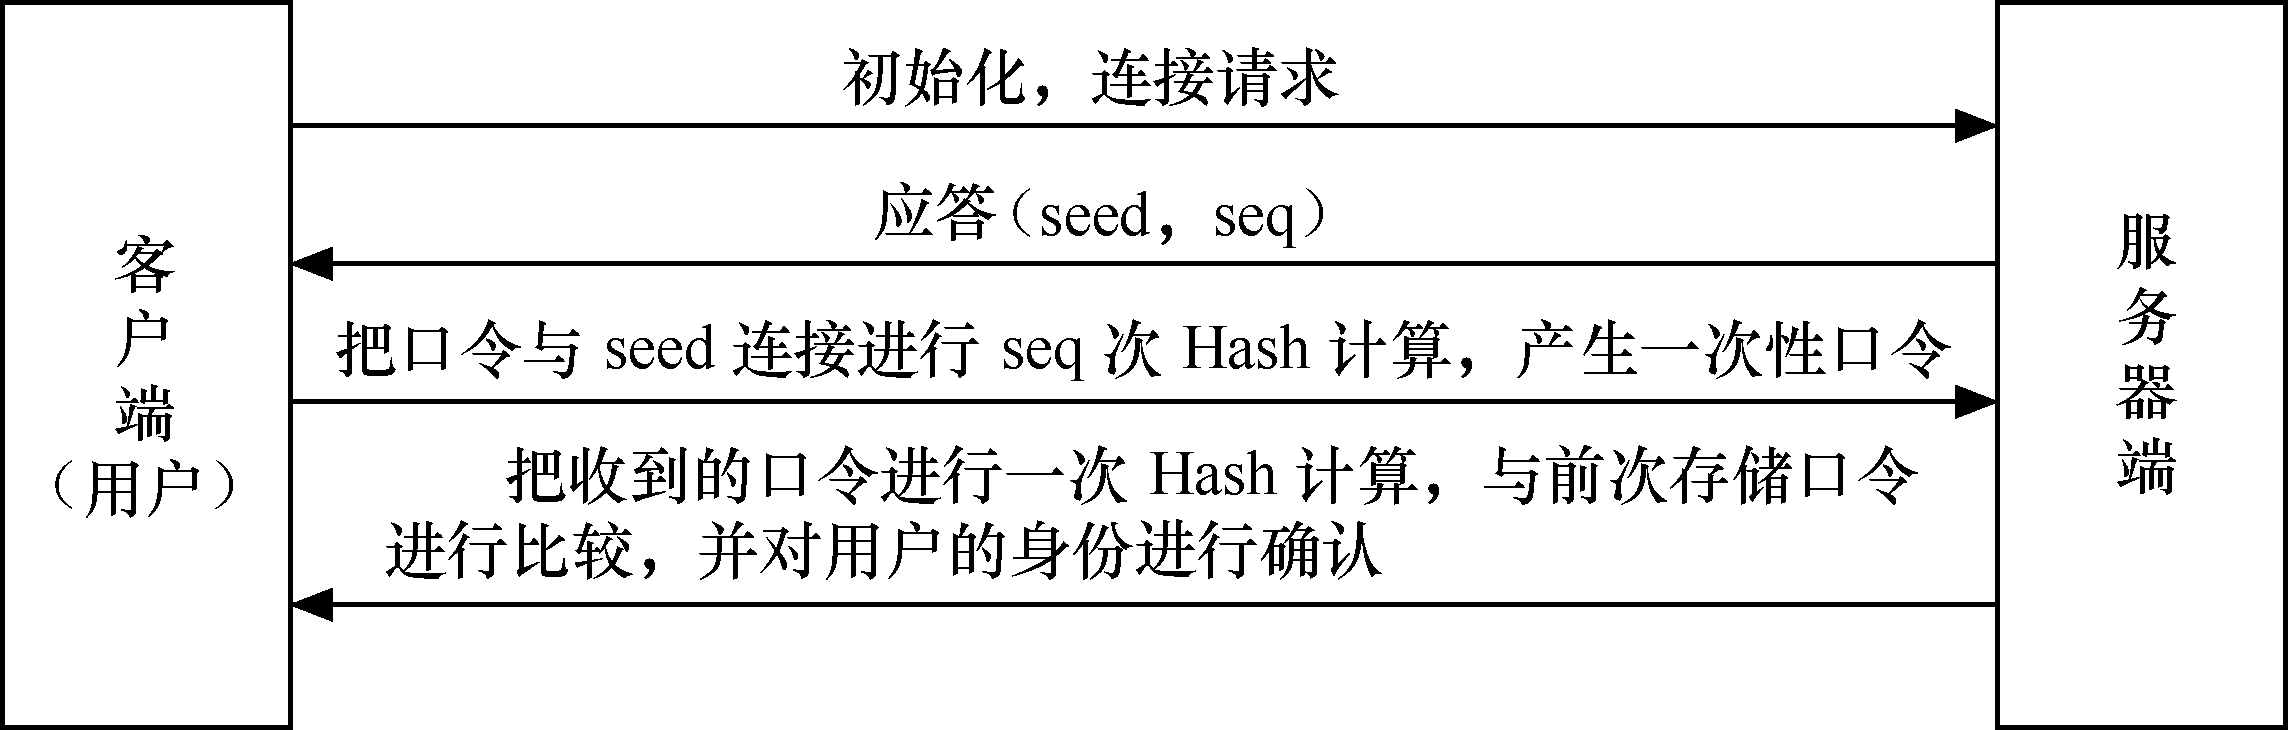 初始化，连接请求
应答（seed，seq）
把口令与 seed 连接进行 seq 次 Hash 计算，产生一次性口令
把收到的口令进行一次 Hash 计算，与前次存储口令
进行比较，并对用户的身份进行确认
客
户
端
（用户）
服
务
器
端